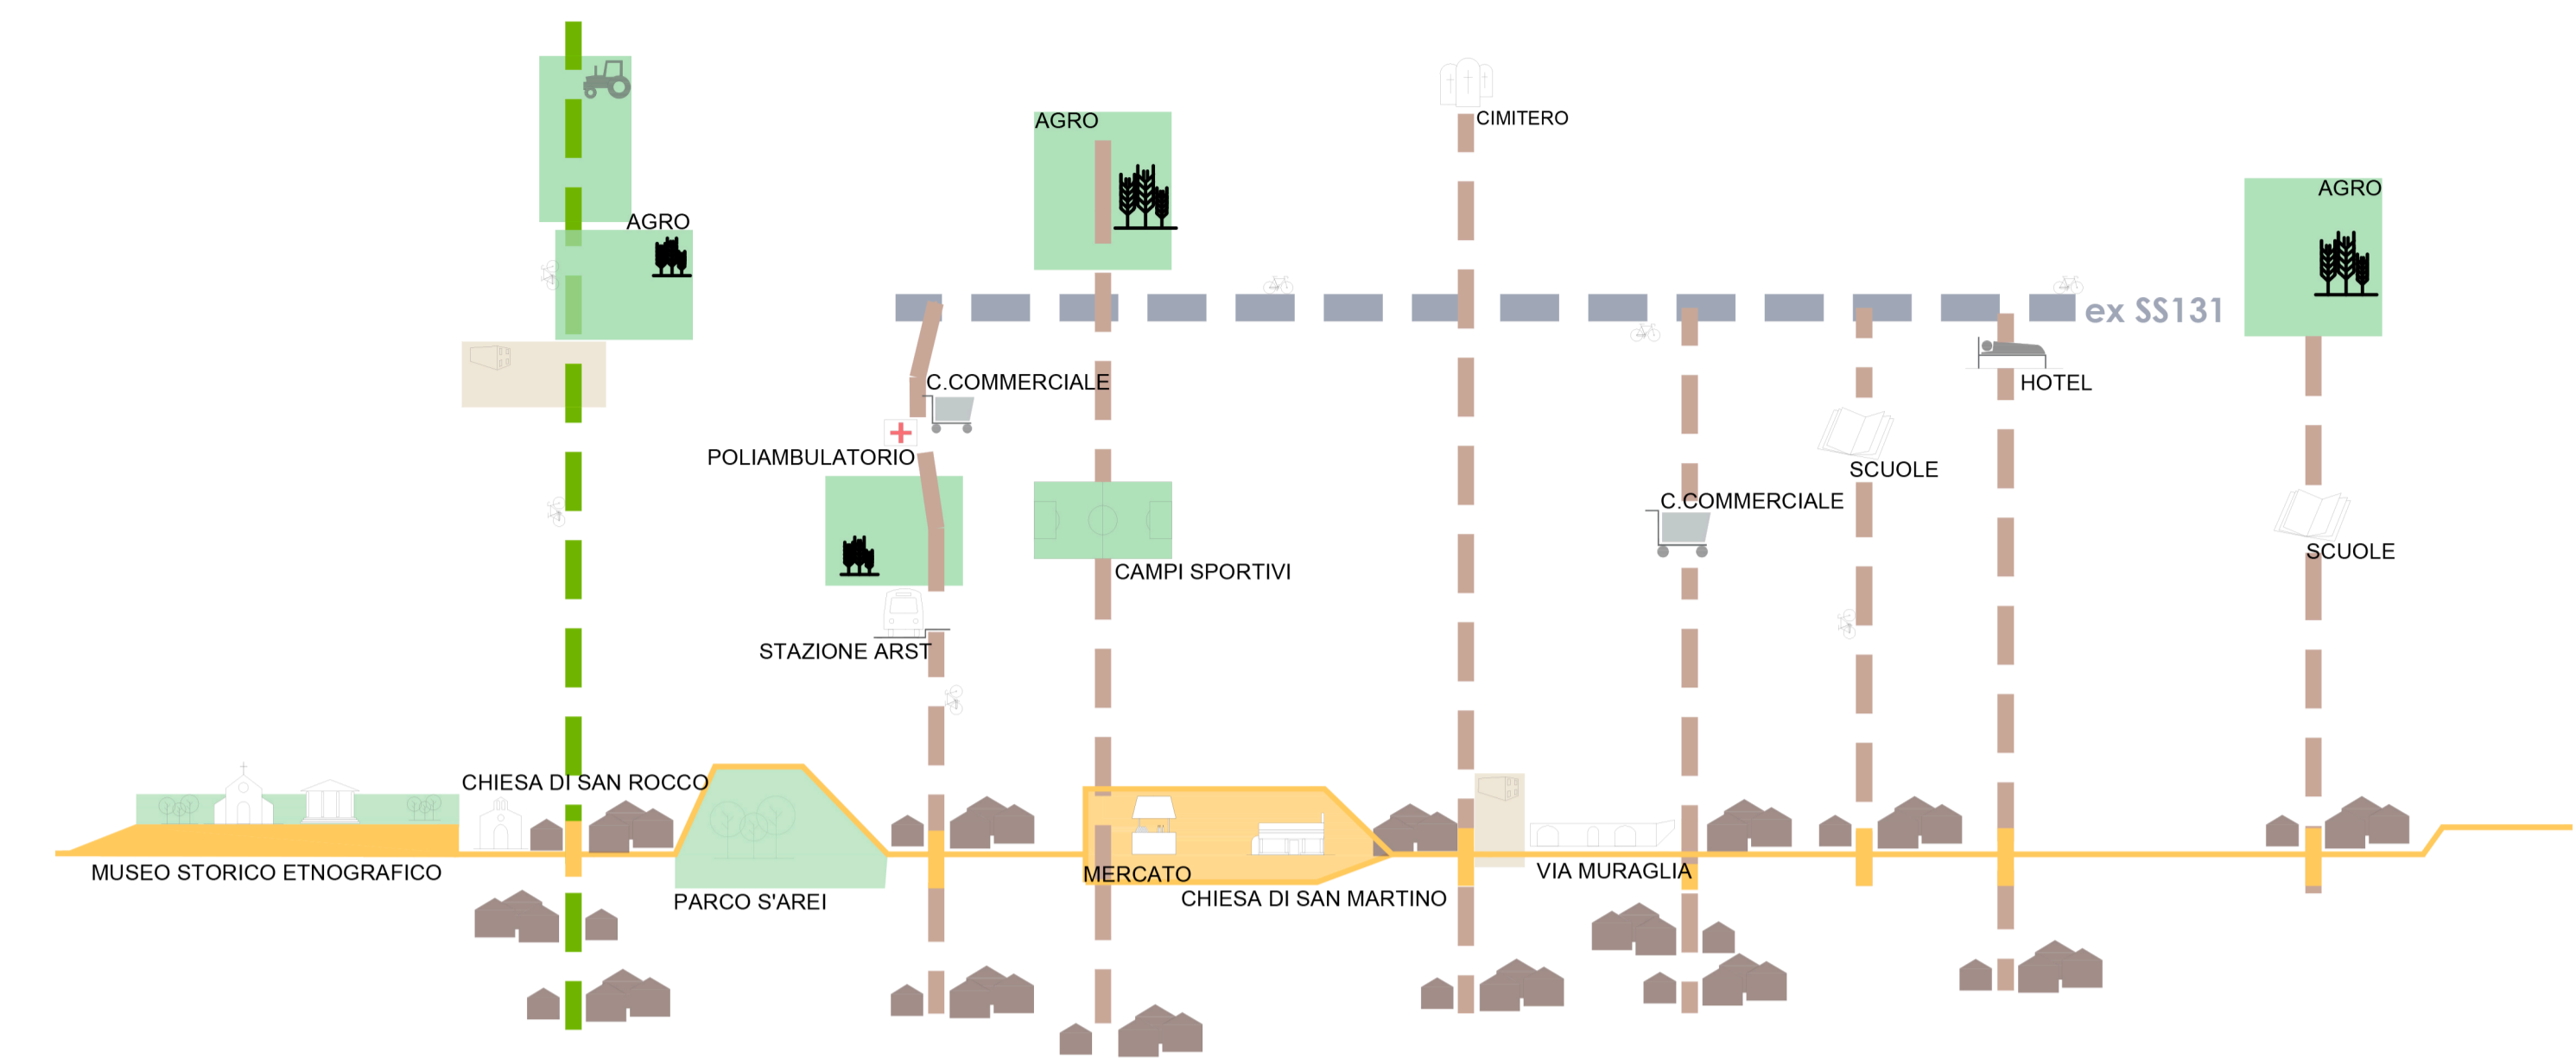 AGRO
CIMITERO
AGRO
AGRO
ex SS131
C.COMMERCIALE
HOTEL
POLIAMBULATORIO
SCUOLE
C.COMMERCIALE
SCUOLE
CAMPI SPORTIVI
STAZIONE ARST
CHIESA DI SAN ROCCO
MUSEO STORICO ETNOGRAFICO
MERCATO
VIA MURAGLIA
PARCO S'AREI
CHIESA DI SAN MARTINO